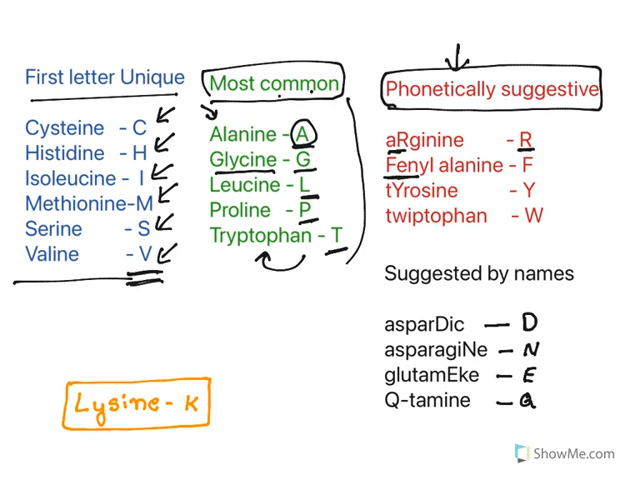 First letter Unique
Cysteine - C
Histidine - H
Isoleucine - I
Methionine-M
Serine - S
Valine - V
Most common
Alanine - A
Glycine - G
Leucine - L
Proline - P
Tryptophan - T
Phonetically suggestive
aRginine - R
Fenyl alanine - F
tYrosine - Y
twiptophan - W
Suggested by names
asparDic — D
asparagiNe — N
glutamEke — E
Q-tamine — Q
Lysine - K
ShowMe.com